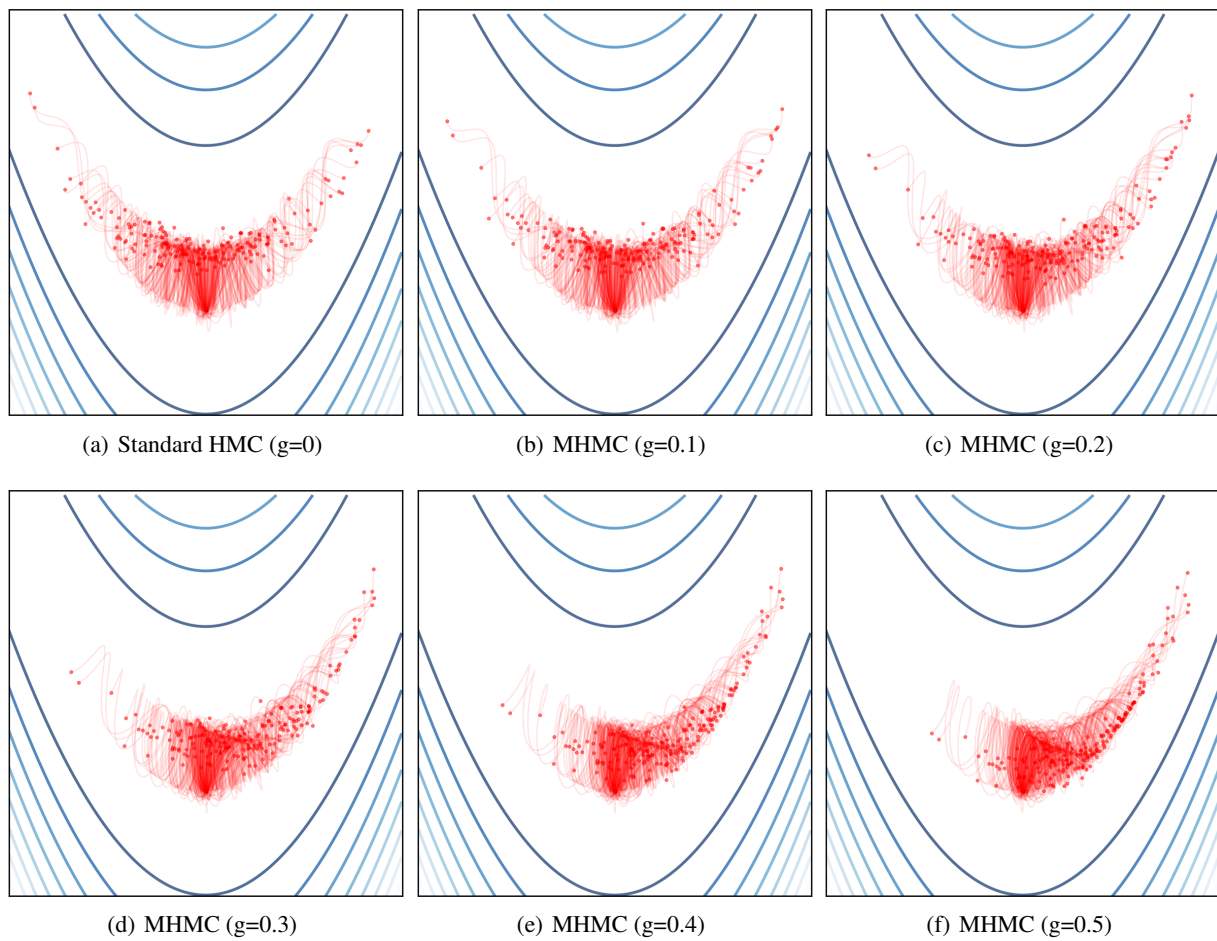 (a) Standard HMC (g=0)
(b) MHMC (g=0.1)
(c) MHMC (g=0.2)
(d) MHMC (g=0.3)
(e) MHMC (g=0.4)
(f) MHMC (g=0.5)